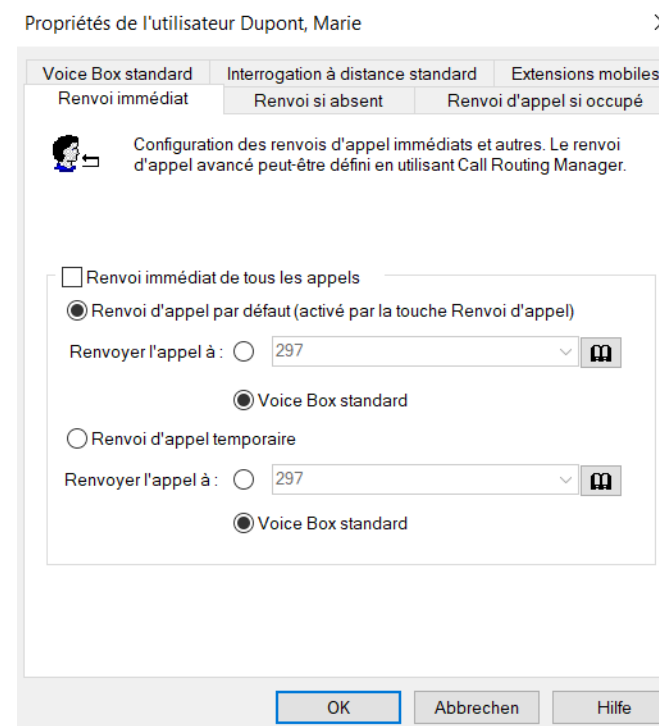 Propriétés de l'utilisateur Dupont, Marie
Voice Box standard
Interrogation à distance standard
Extensions mobiles
Renvoi immédiat
Renvoi si absent
Renvoi d'appel si occupé
Configuration des renvois d'appel immédiats et autres. Le renvoi
d'appel avancé peut-être défini en utilisant Call Routing Manager.
Renvoi immédiat de tous les appels
Renvoi d'appel par défaut (activé par la touche Renvoi d'appel)
Renvoyer l'appel à : 297
Voice Box standard
Renvoi d'appel temporaire
Renvoyer l'appel à : 297
Voice Box standard
OK
Abbrechen
Hilfe